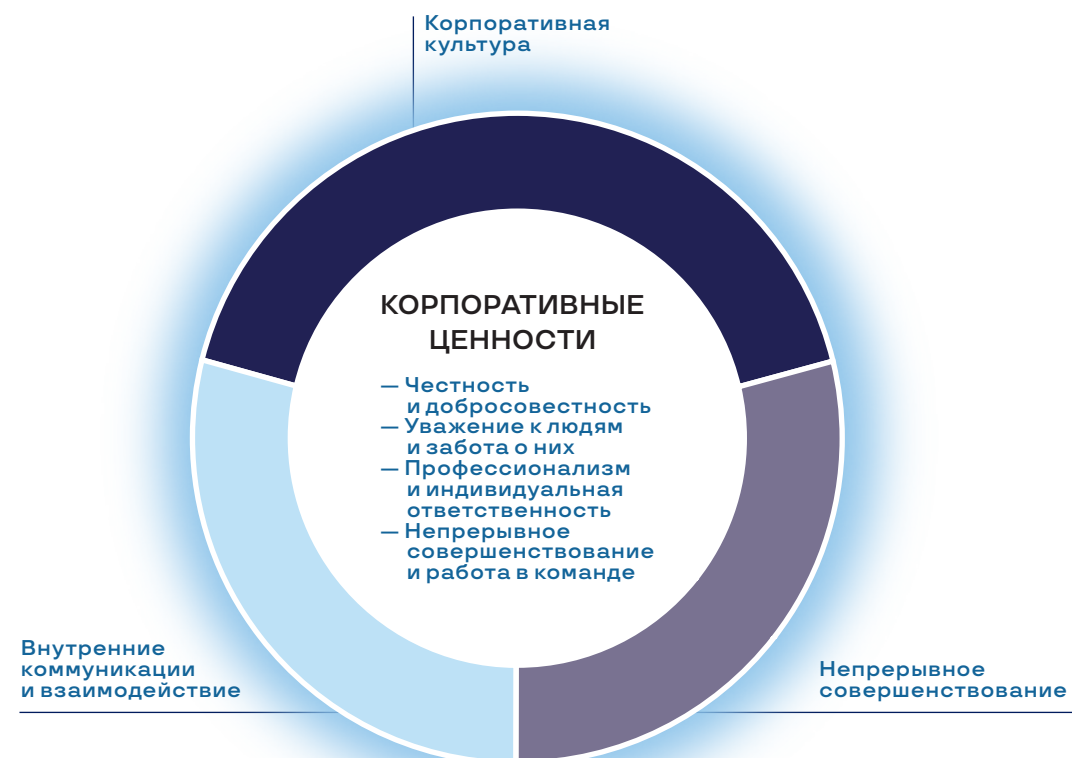 Корпоративная
культура
КОРПОРАТИВНЫЕ
ЦЕННОСТИ
— Честность
и добросовестность
— Уважение к людям
и забота о них
— Профессионализм
и индивидуальная
ответственность
— Непрерывное
совершенствование
и работа в команде
Внутренние
коммуникации
и взаимодействие
Непрерывное
совершенствование